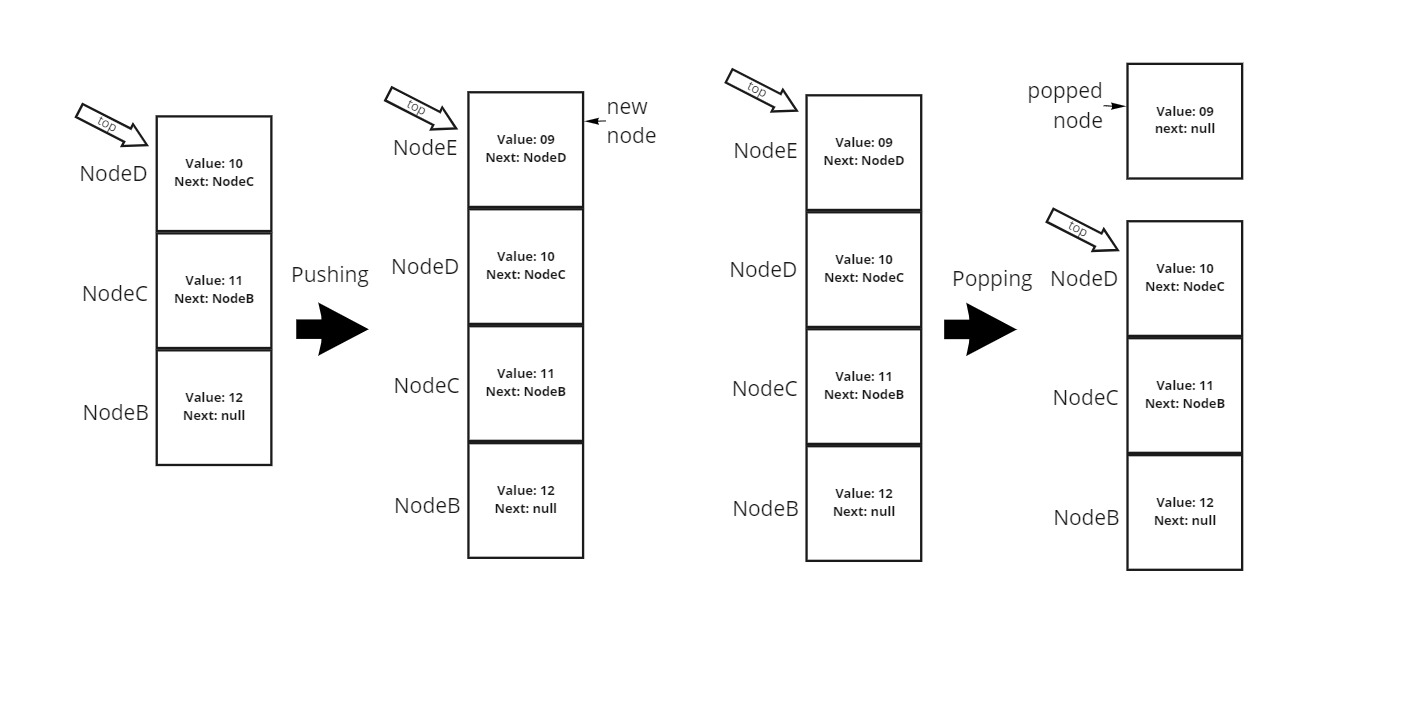 top
NodeD
Value: 10
Next: NodeC
NodeC
Value: 11
Next: NodeB
NodeB
Value: 12
Next: null
Pushing
top
new
node
NodeE
Value: 09
Next: NodeD
NodeD
Value: 10
Next: NodeC
NodeC
Value: 11
Next: NodeB
NodeB
Value: 12
Next: null
top
NodeE
Value: 09
Next: NodeD
NodeD
Value: 10
Next: NodeC
NodeC
Value: 11
Next: NodeB
NodeB
Value: 12
Next: null
Popping
popped
node
Value: 09
next: null
top
NodeD
Value: 10
Next: NodeC
NodeC
Value: 11
Next: NodeB
NodeB
Value: 12
Next: null